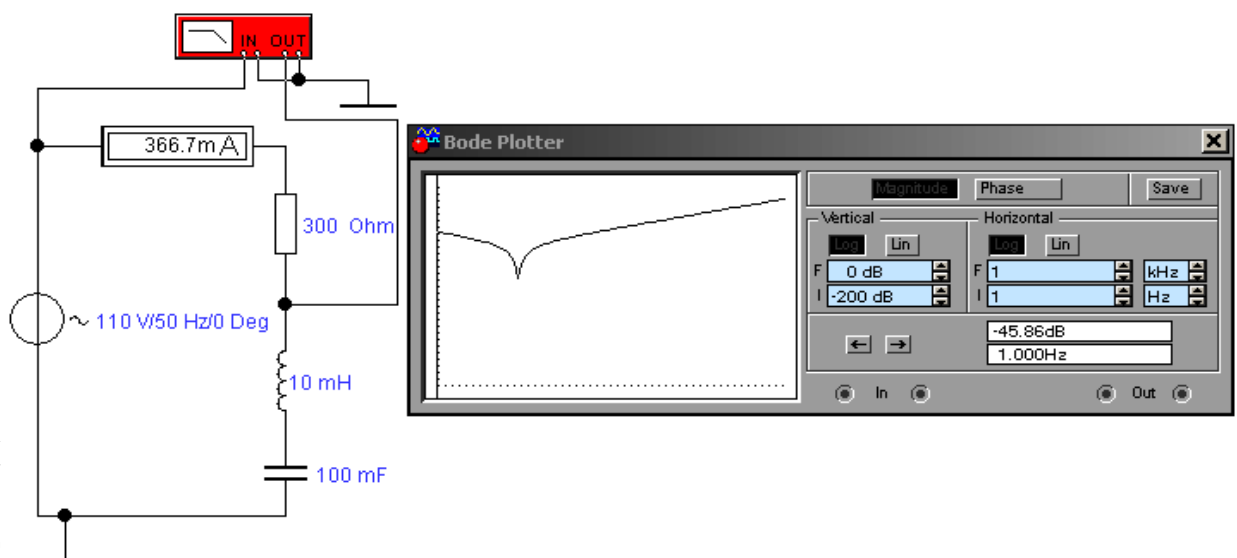 IN OUT
366.7m A
300 Ohm
110 V/50 Hz/0 Deg
10 mH
100 mF
Bode Plotter
Magnitude Phase Save
Vertical Horizontal
Log Lin Log Lin
F 0 dB F 1 kHz
I -200 dB I 1 Hz
-45.86dB
1.000Hz
In Out